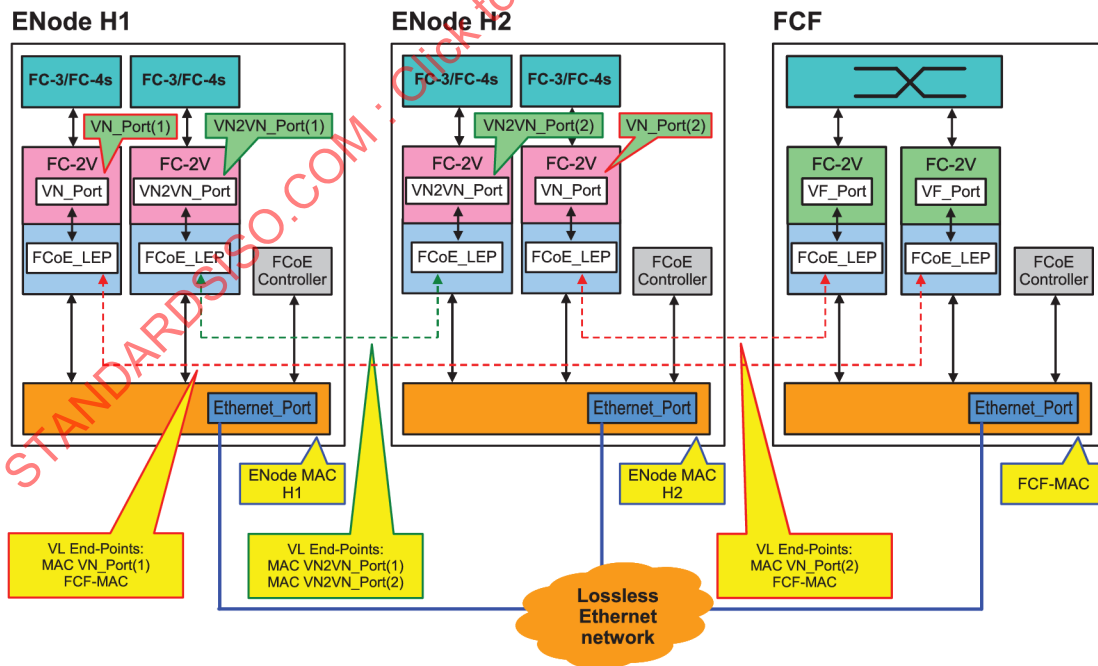 ENode H1
ENode H2
FCF
FC-3/FC-4s
FC-3/FC-4s
FC-3/FC-4s
FC-3/FC-4s
VN_Port(1)
VN2VN_Port(1)
VN2VN_Port(2)
VN_Port(2)
FC-2V
FC-2V
FC-2V
FC-2V
FC-2V
FC-2V
VN_Port
VN2VN_Port
VN2VN_Port
VN_Port
VF_Port
VF_Port
FCoE_LEP
FCoE_LEP
FCoE_LEP
FCoE_LEP
FCoE_LEP
FCoE_LEP
FCoE
Controller
FCoE
Controller
FCoE
Controller
Ethernet_Port
Ethernet_Port
Ethernet_Port
ENode MAC
H1
ENode MAC
H2
FCF-MAC
VL End-Points:
MAC VN_Port(1)
FCF-MAC
VL End-Points:
MAC VN2VN_Port(1)
MAC VN2VN_Port(2)
VL End-Points:
MAC VN_Port(2)
FCF-MAC
Lossless
Ethernet
network
STANDARDSISO.COM : Click to